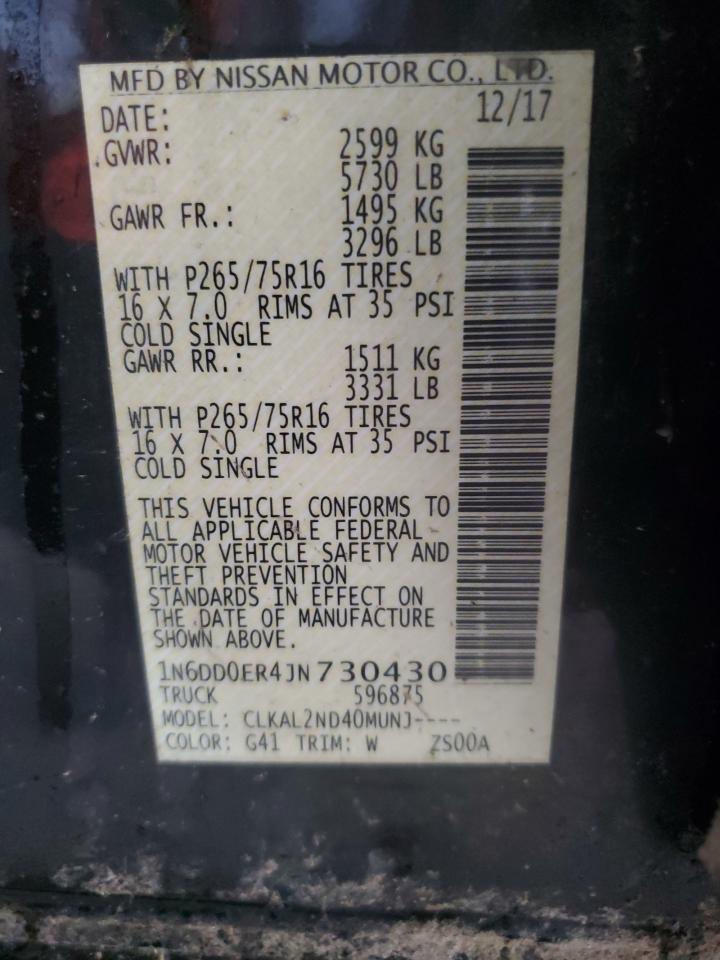 MFD BY NISSAN MOTOR CO., LTD.
DATE: 12/17
GVWR: 2599 KG
5730 LB
GAWR FR.: 1495 KG
3296 LB
WITH P265/75R16 TIRES
16 X 7.0 RIMS AT 35 PSI
COLD SINGLE
GAWR RR.: 1511 KG
3331 LB
WITH P265/75R16 TIRES
16 X 7.0 RIMS AT 35 PSI
COLD SINGLE
THIS VEHICLE CONFORMS TO
ALL APPLICABLE FEDERAL
MOTOR VEHICLE SAFETY AND
THEFT PREVENTION
STANDARDS IN EFFECT ON
THE DATE OF MANUFACTURE
SHOWN ABOVE.
1N6DD0ER4JN730430
TRUCK 596875
MODEL: CLKAL2ND40MUNJ----
COLOR: G41 TRIM: W ZS00A